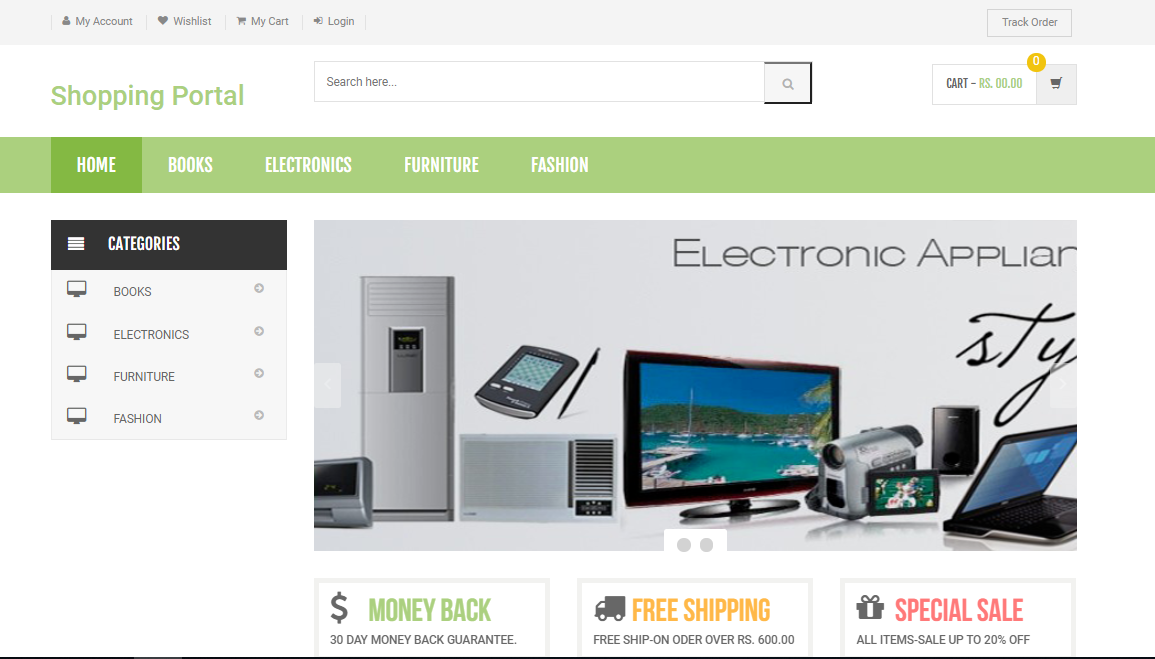 My Account Wishlist My Cart Login Track Order
Search here...
0
CART - RS. 00.00
Shopping Portal
HOME BOOKS ELECTRONICS FURNITURE FASHION
CATEGORIES
BOOKS
ELECTRONICS
FURNITURE
FASHION
Electronic Applian
sty
MONEY BACK
30 DAY MONEY BACK GUARANTEE.
FREE SHIPPING
FREE SHIP-ON ODER OVER RS. 600.00
SPECIAL SALE
ALL ITEMS-SALE UP TO 20% OFF